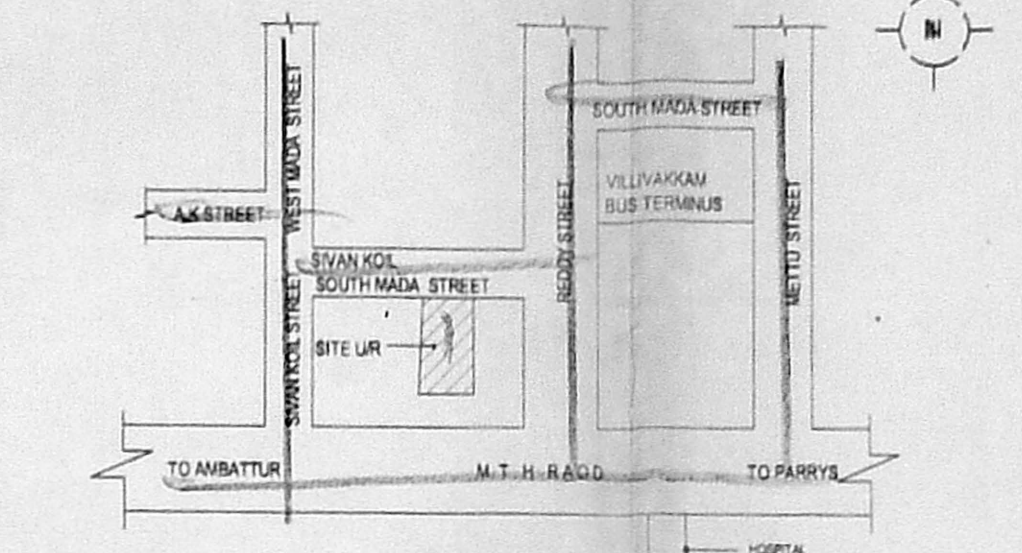 N
SOUTH MADA STREET
WEST MADA STREET
VILLIVAKKAM
BUS TERMINUS
A.K STREET
REDDY STREET
METTU STREET
SIVAN KOIL
SOUTH MADA STREET
SIVAN KOIL STREET
SITE U/R
TO AMBATTUR
M T H RAOD
TO PARRYS
HOSPITAL